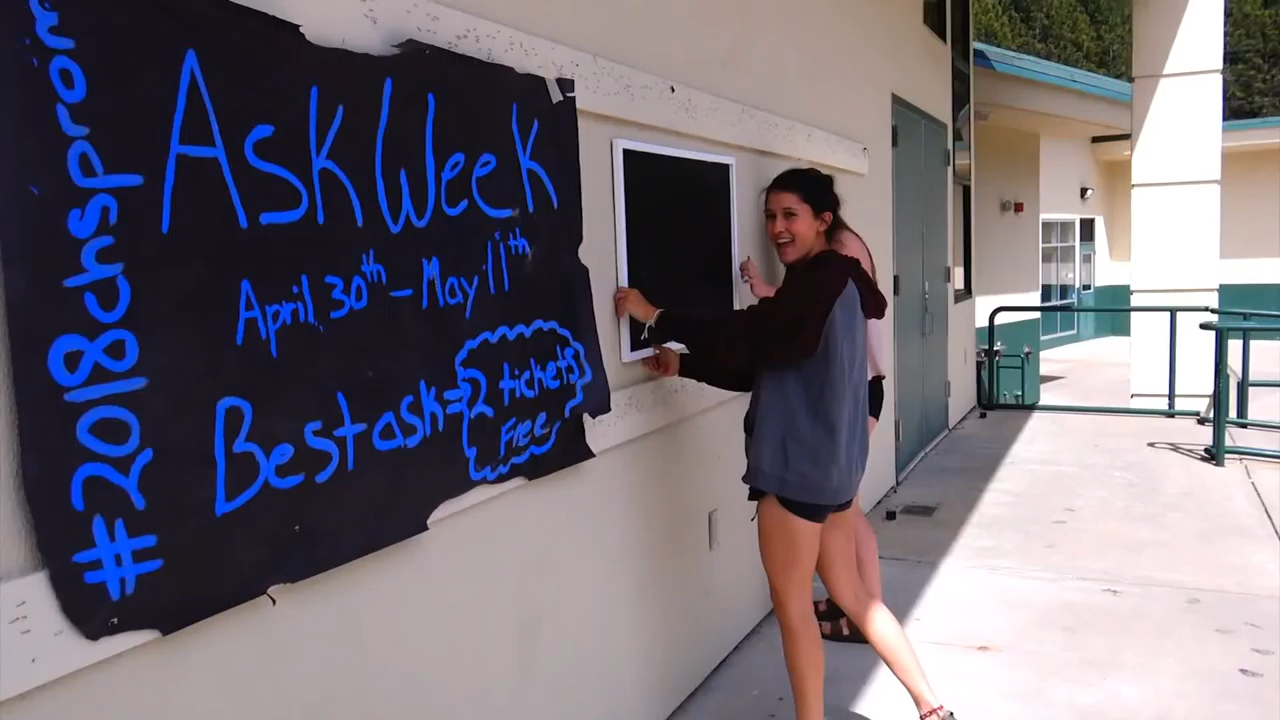 #2018chsprom
Ask Week
April 30th - May 11th
Best ask =
2 tickets
Free